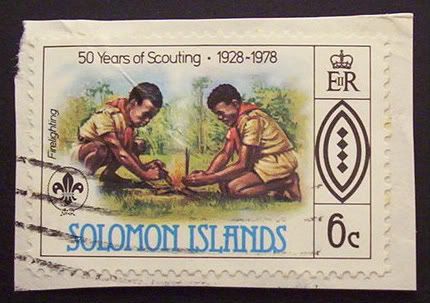 50 Years of Scouting · 1928-1978
EIIR
Firelighting
6c
SOLOMON ISLANDS